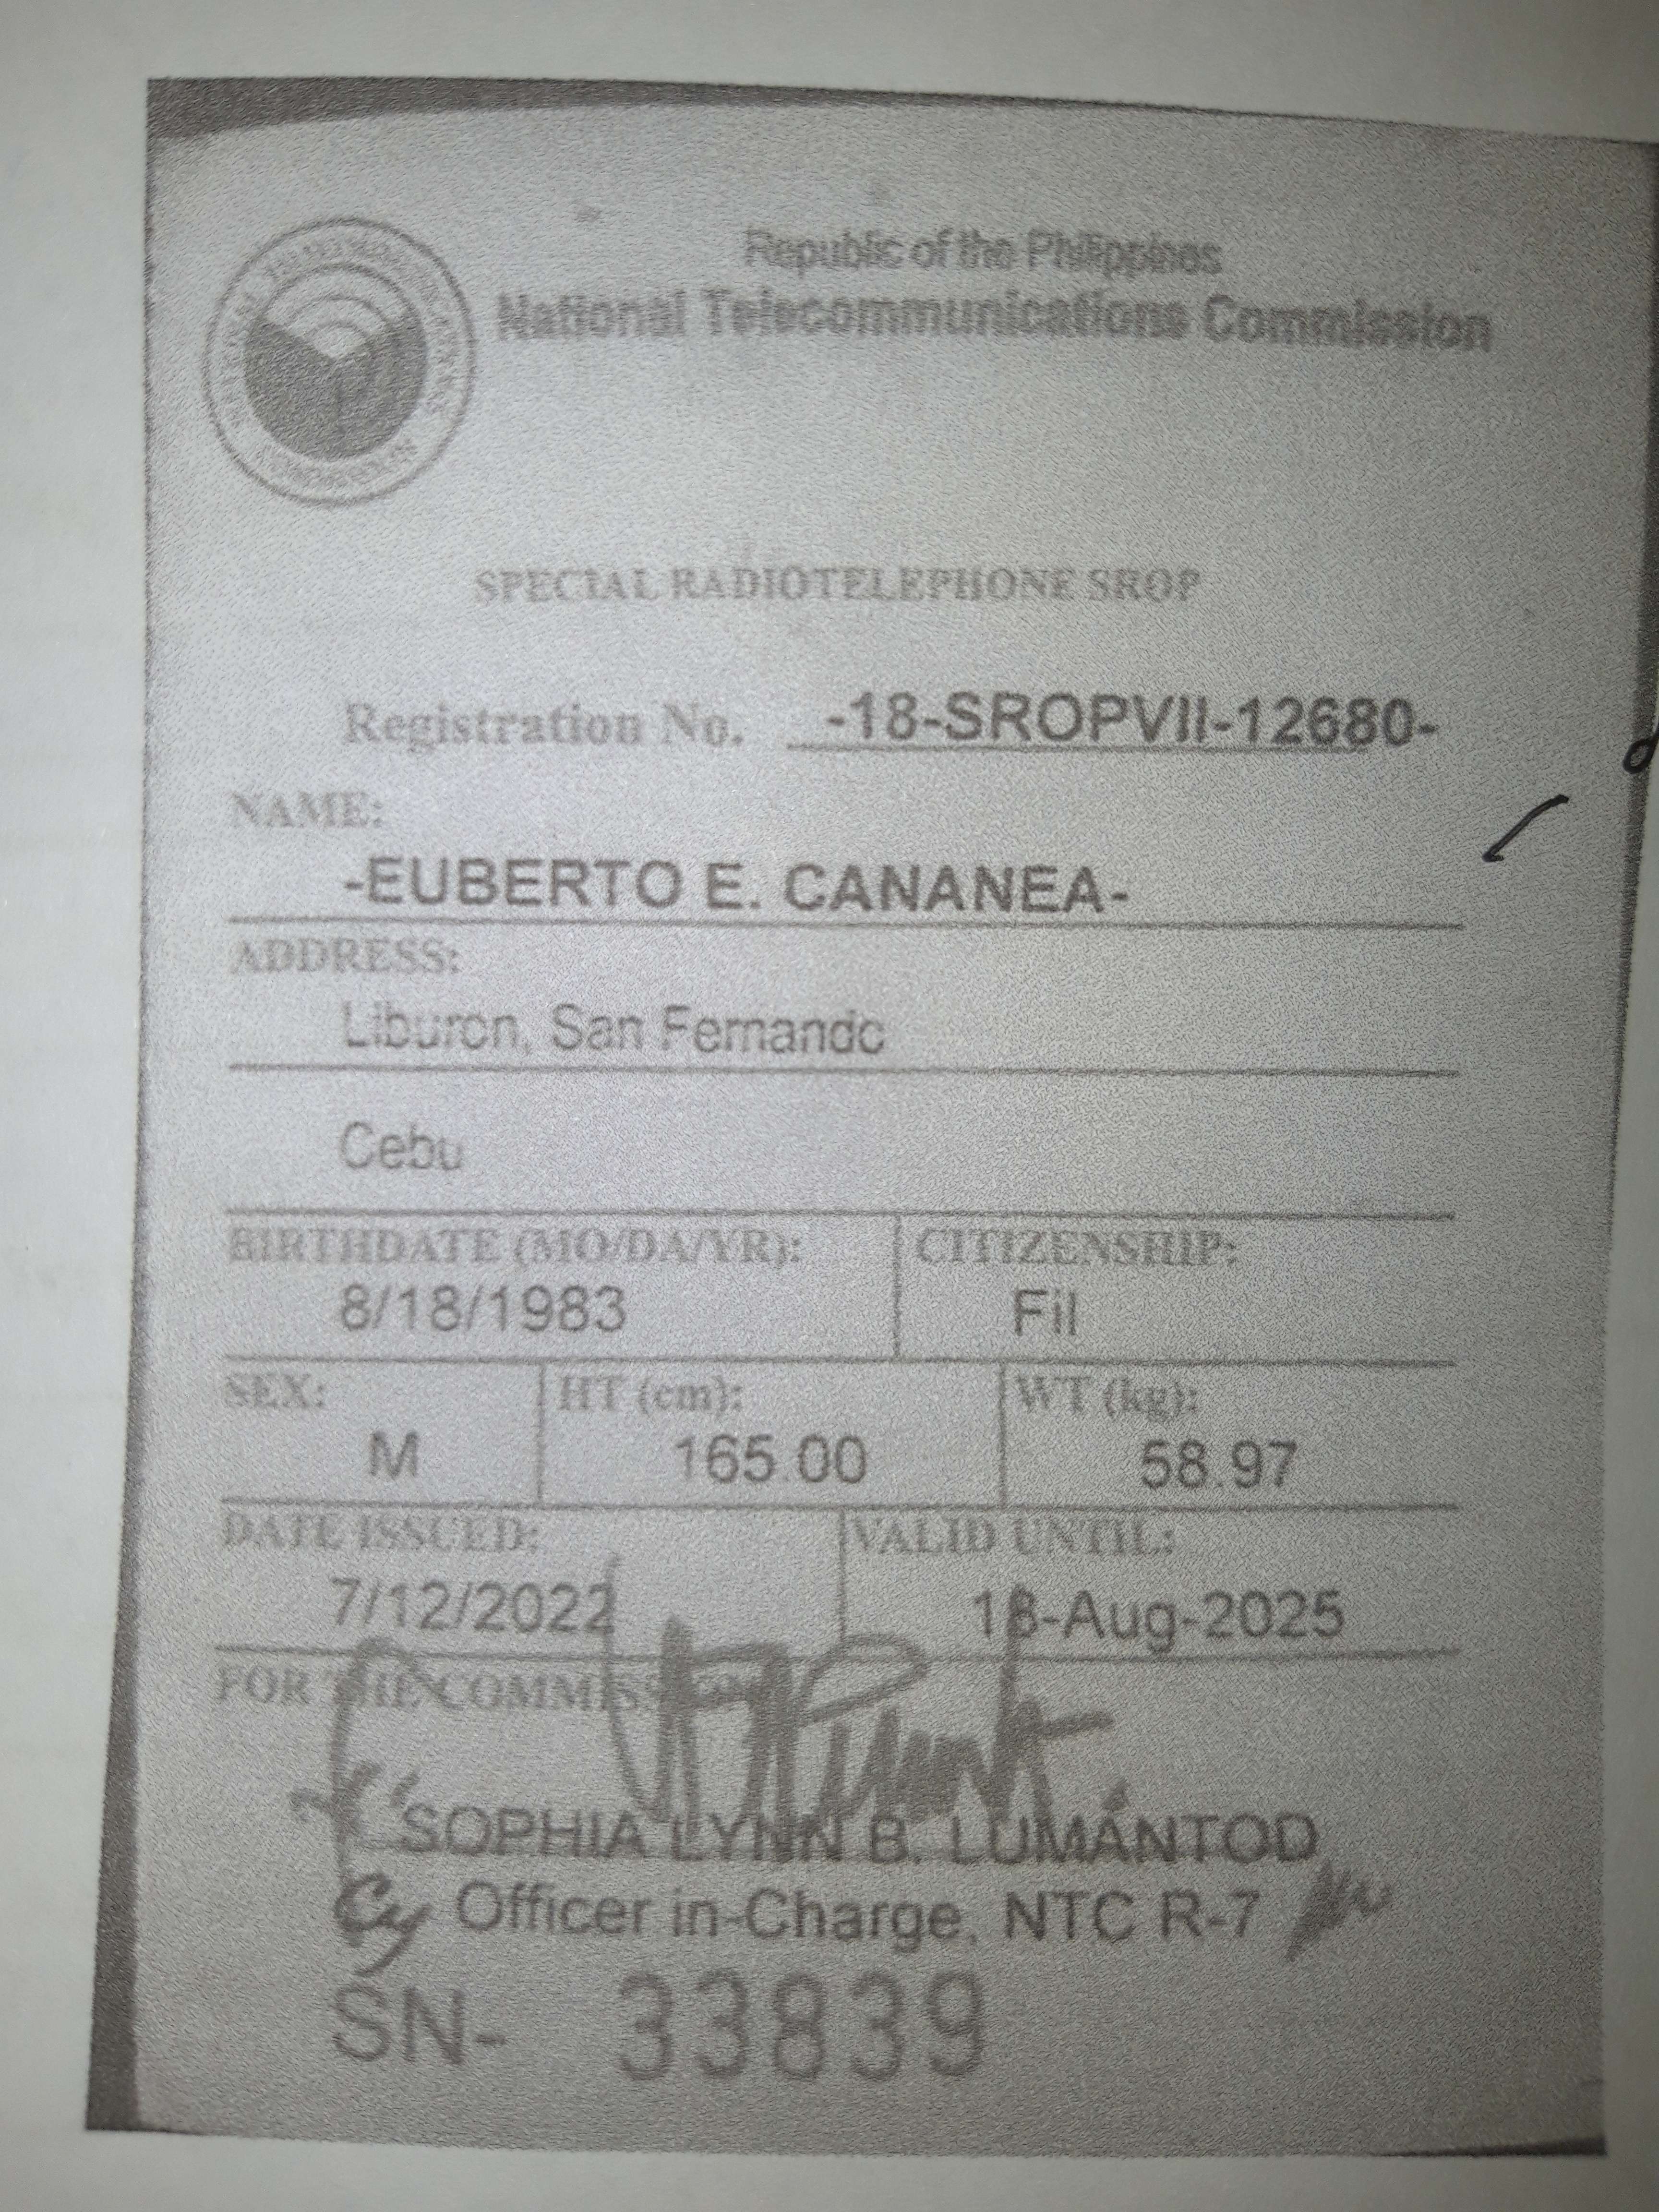 Republic of the Philippines
National Telecommunications Commission
SPECIAL RADIOTELEPHONE SROP
Registration No. -18-SROPVII-12680-
NAME:
-EUBERTO E. CANANEA-
ADDRESS:
Liburon, San Fernando
Cebu
BIRTHDATE (MO/DA/YR): CITIZENSHIP:
8/18/1983 Fil
SEX: HT (cm): WT (kg):
M 165.00 58.97
DATE ISSUED: VALID UNTIL:
7/12/2022 18-Aug-2025
FOR THE COMMISSION:
SOPHIA LYNN B. LUMANTOD
Officer in-Charge, NTC R-7
SN- 33839